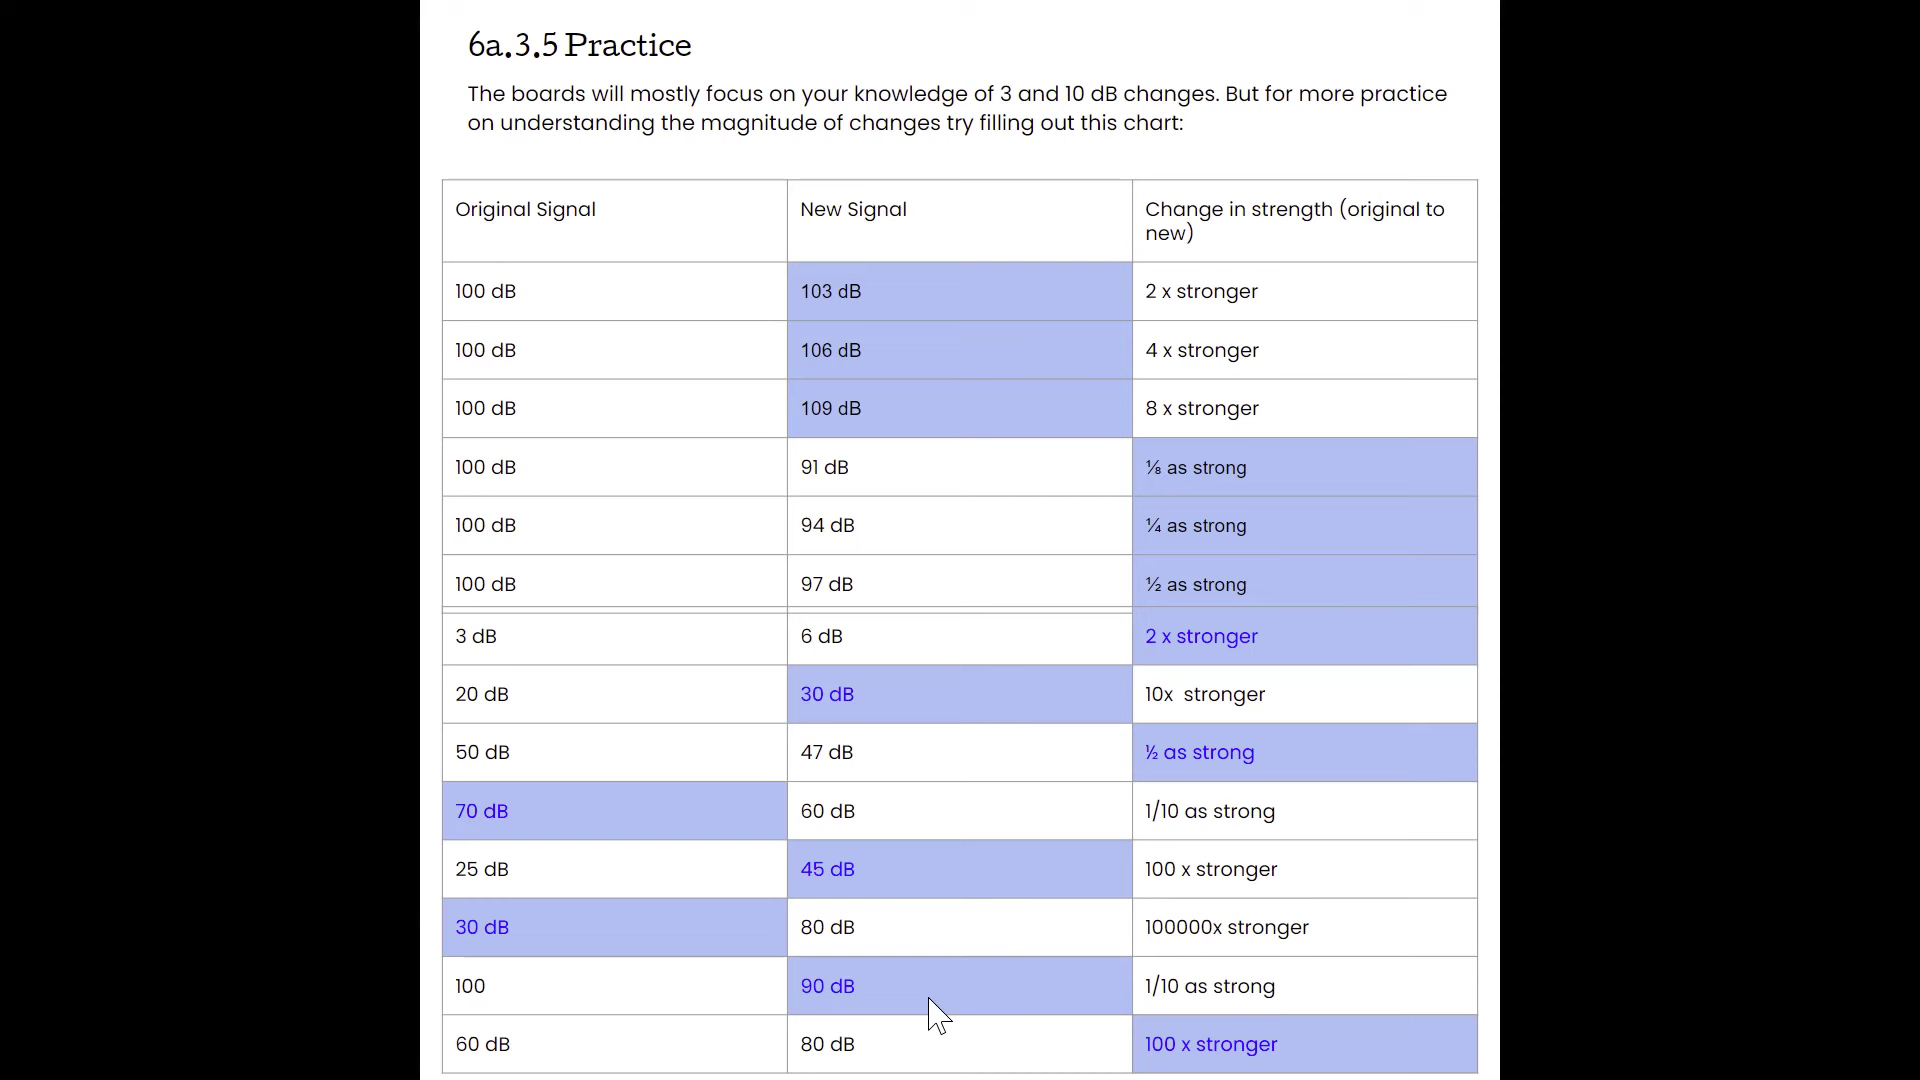 6a.3.5 Practice
The boards will mostly focus on your knowledge of 3 and 10 dB changes. But for more practice
on understanding the magnitude of changes try filling out this chart:
Original Signal New Signal Change in strength (original to
new)
100 dB 103 dB 2 x stronger
100 dB 106 dB 4 x stronger
100 dB 109 dB 8 x stronger
100 dB 91 dB ⅛ as strong
100 dB 94 dB ¼ as strong
100 dB 97 dB ½ as strong
3 dB 6 dB 2 x stronger
20 dB 30 dB 10x  stronger
50 dB 47 dB ½ as strong
70 dB 60 dB 1/10 as strong
25 dB 45 dB 100 x stronger
30 dB 80 dB 100000x stronger
100 90 dB 1/10 as strong
60 dB 80 dB 100 x stronger